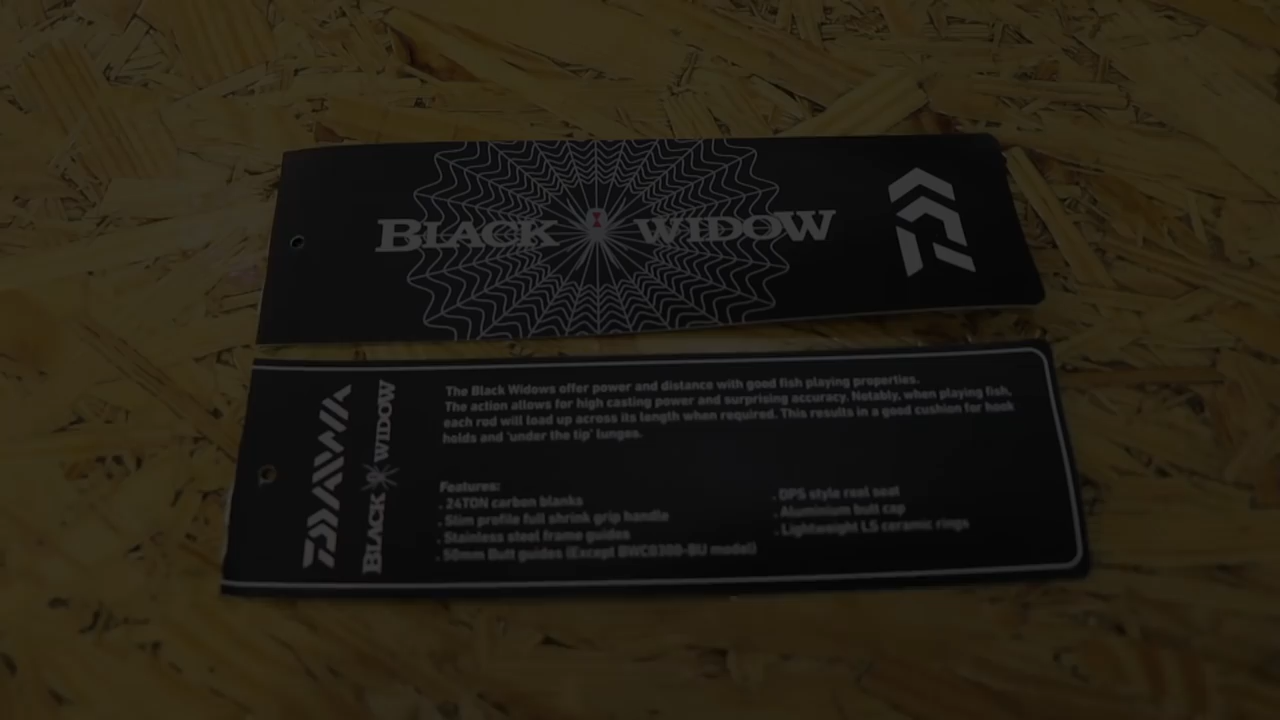 BLACK WIDOW
DAIWA
BLACK WIDOW
The Black Widows offer power and distance with good fish playing properties.
The action allows for high casting power and surprising accuracy. Notably, when playing fish,
each rod will load up across its length when required. This results in a good cushion for hook
holds and 'under the tip' lunges.
Features:
. 24TON carbon blanks
. Slim profile full shrink grip handle
. Stainless steel frame guides
. 50mm Butt guides (Except model)
. DPS style reel seat
. Aluminium butt cap
. Lightweight LS ceramic rings